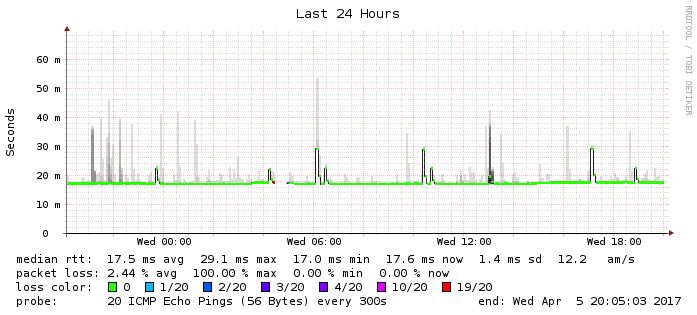 Last 24 Hours
RRDTOOL / TOBI OETIKER
Seconds
60 m
50 m
40 m
30 m
20 m
10 m
0
Wed 00:00 Wed 06:00 Wed 12:00 Wed 18:00
median rtt: 17.5 ms avg 29.1 ms max 17.0 ms min 17.6 ms now 1.4 ms sd 12.2 am/s
packet loss: 2.44 % avg 100.00 % max 0.00 % min 0.00 % now
loss color: 0 1/20 2/20 3/20 4/20 10/20 19/20
probe: 20 ICMP Echo Pings (56 Bytes) every 300s end: Wed Apr 5 20:05:03 2017